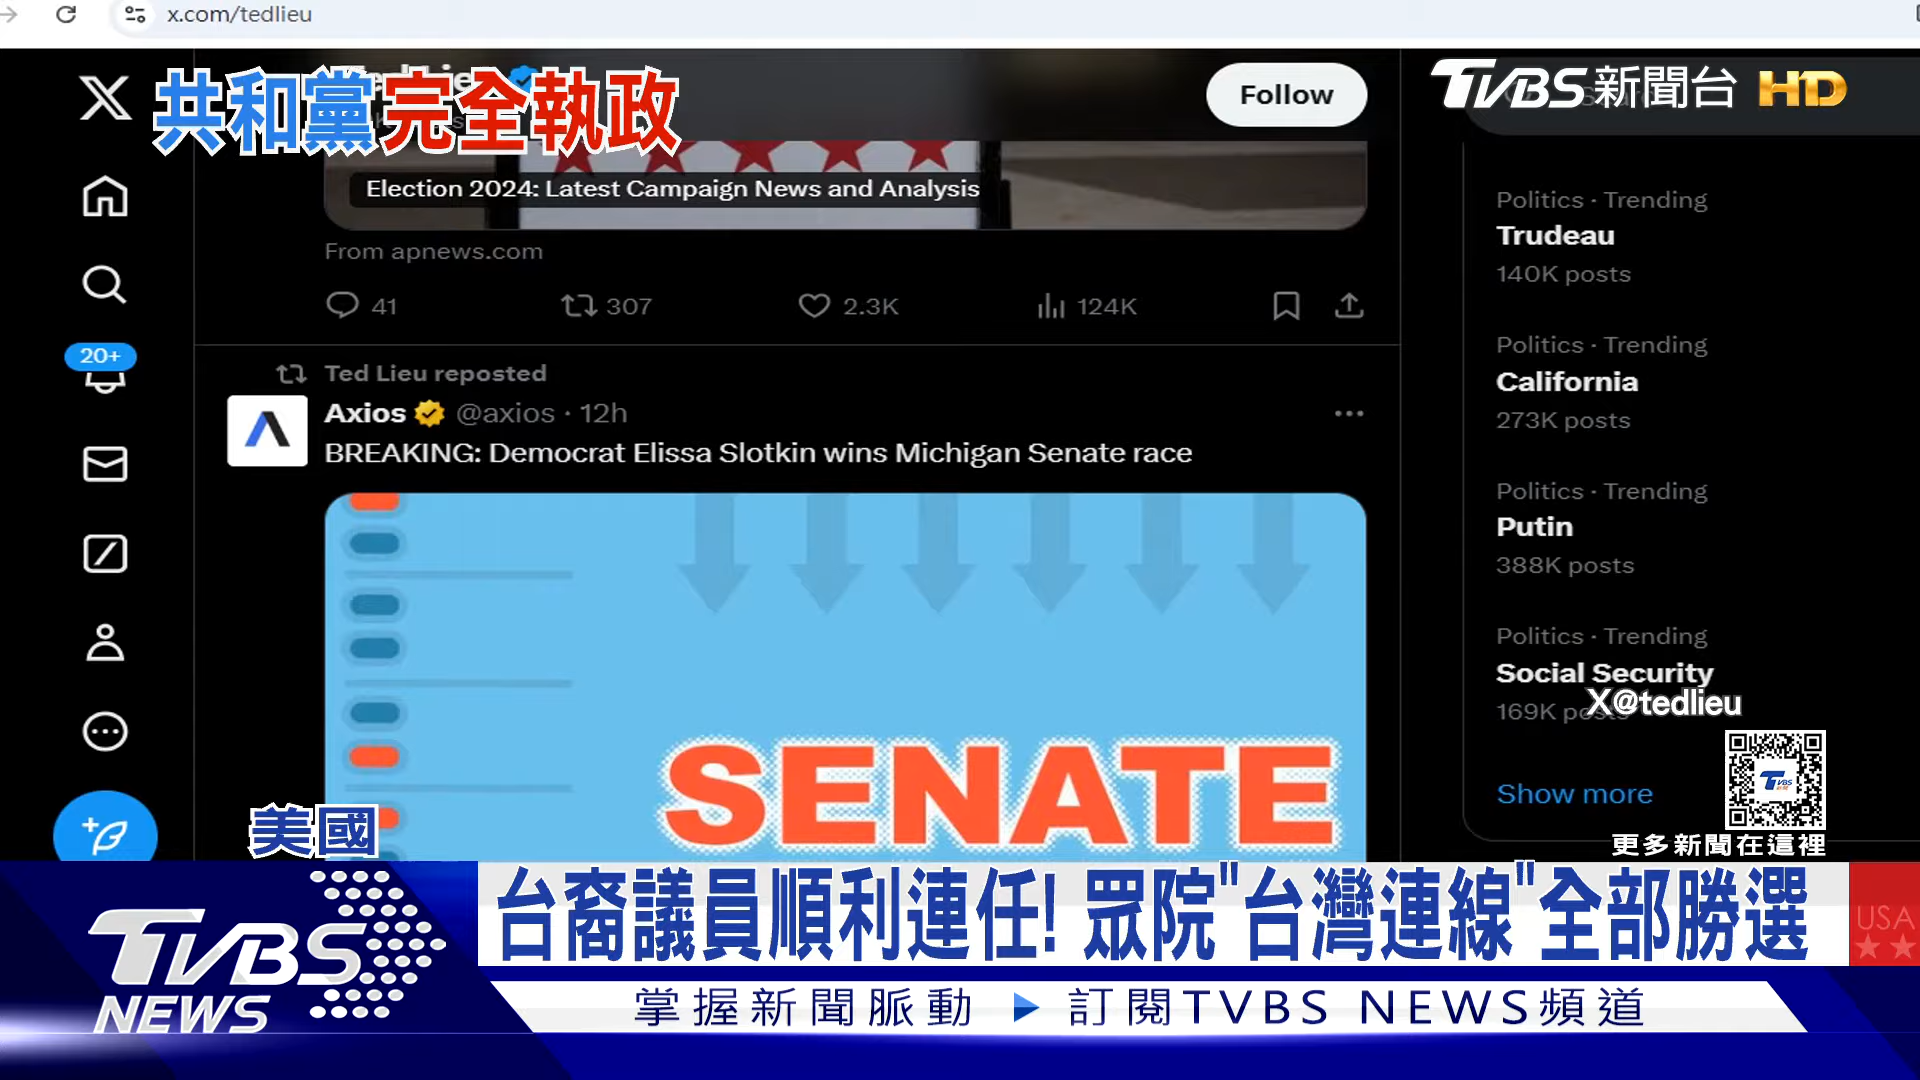 x.com/tedlieu
共和黨完全執政
Follow
TVBS新聞台 HD
Election 2024: Latest Campaign News and Analysis
From apnews.com
41
307
2.3K
124K
Politics · Trending
Trudeau
140K posts
Politics · Trending
California
273K posts
Politics · Trending
Putin
388K posts
Politics · Trending
Social Security
169K posts
X@tedlieu
Show more
TVBS
更多新聞在這裡
20+
Ted Lieu reposted
Axios @axios · 12h
BREAKING: Democrat Elissa Slotkin wins Michigan Senate race
SENATE
美國
台裔議員順利連任! 眾院"台灣連線"全部勝選
USA
TVBS
NEWS
掌握新聞脈動 ▶ 訂閱TVBS NEWS頻道